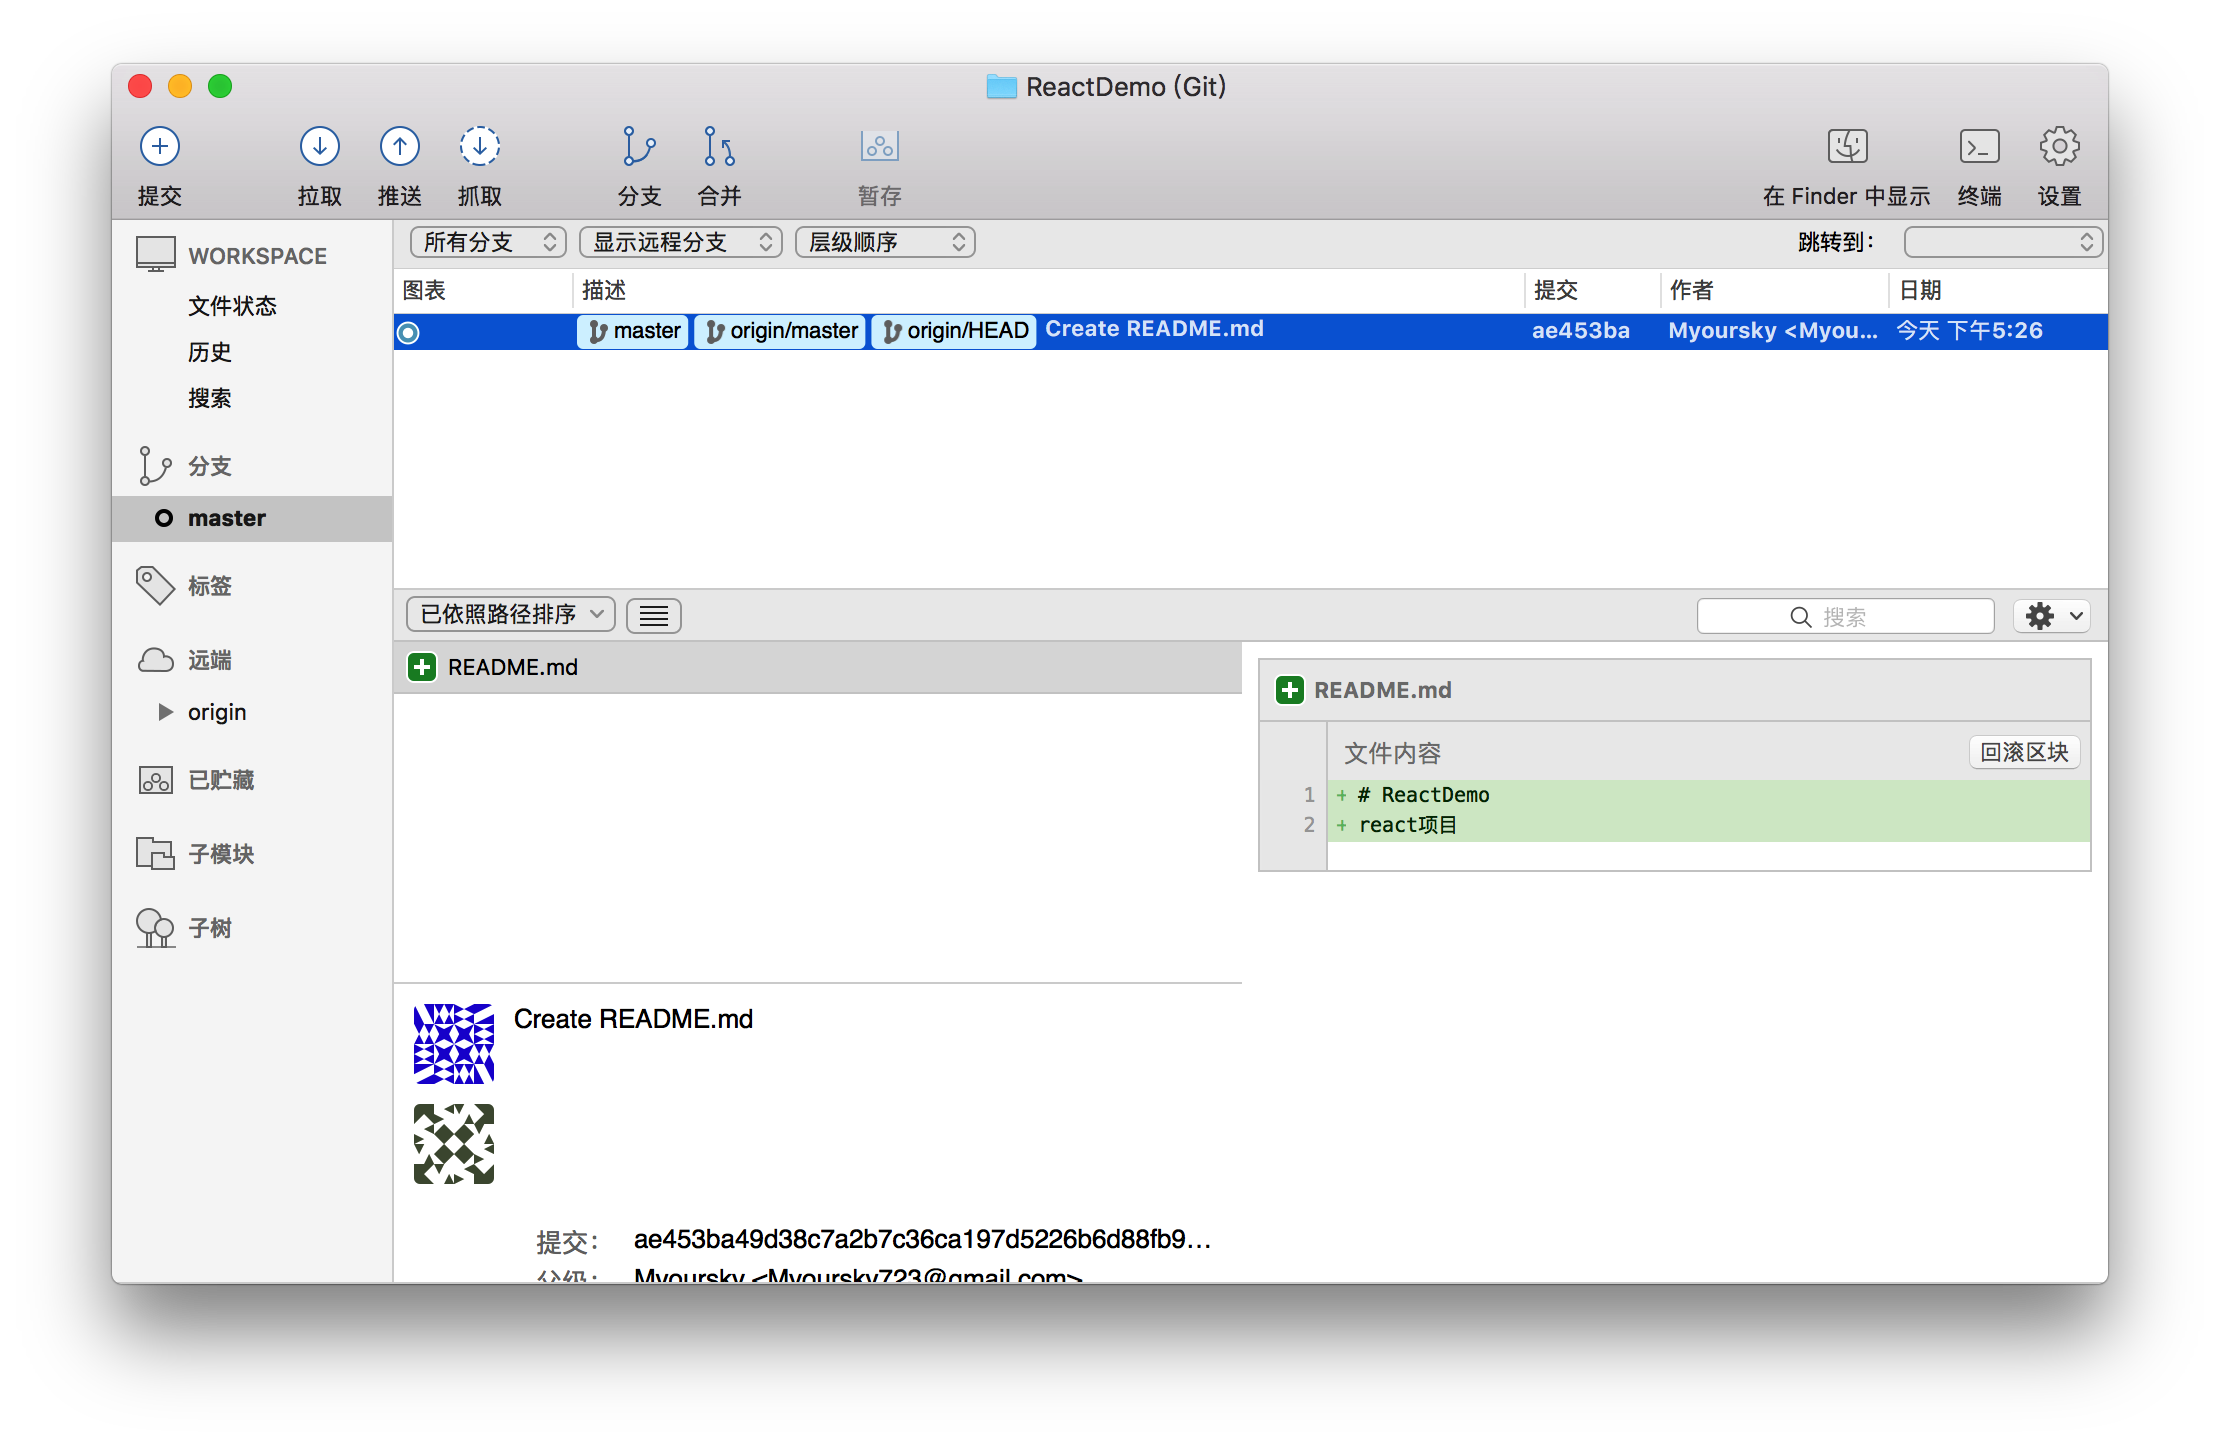 ReactDemo (Git)
提交 拉取 推送 抓取 分支 合并 暂存 在 Finder 中显示 终端 设置
WORKSPACE
文件状态
历史
搜索
分支
master
标签
远端
origin
已贮藏
子模块
子树
所有分支 显示远程分支 层级顺序 跳转到：
图表 描述 提交 作者 日期
master origin/master origin/HEAD Create README.md ae453ba Myoursky <Myou... 今天 下午5:26
已依照路径排序 搜索
README.md
README.md
文件内容 回滚区块
1 + # ReactDemo
2 + react项目
Create README.md
提交： ae453ba49d38c7a2b7c36ca197d5226b6d88fb9...
父级： Myoursky <Myoursky723@gmail.com>